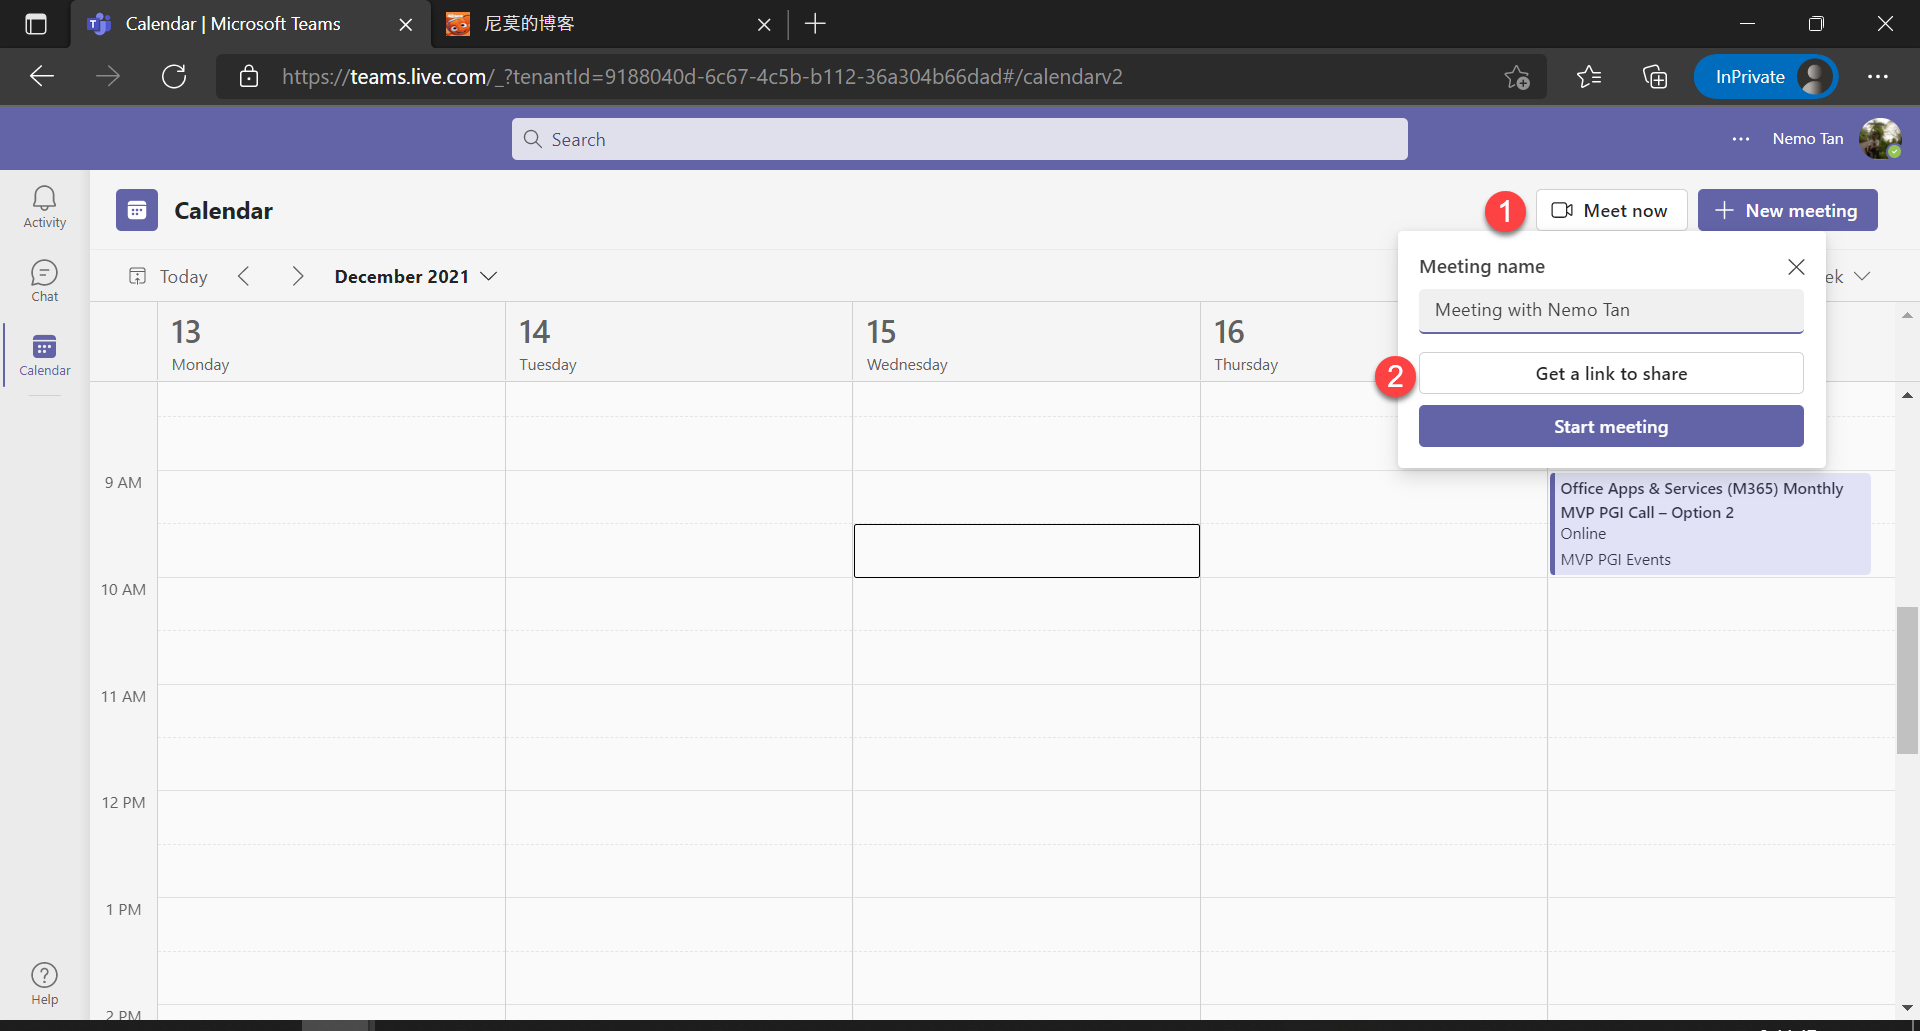 Calendar | Microsoft Teams
尼莫的博客
https://teams.live.com/_?tenantId=9188040d-6c67-4c5b-b112-36a304b66dad#/calendarv2
InPrivate
Search
Nemo Tan
Activity
Chat
Calendar
Help
Calendar
1
Meet now
New meeting
Today
December 2021
ek
Meeting name
Meeting with Nemo Tan
2
Get a link to share
Start meeting
13
Monday
14
Tuesday
15
Wednesday
16
Thursday
9 AM
10 AM
11 AM
12 PM
1 PM
2 PM
Office Apps & Services (M365) Monthly
MVP PGI Call – Option 2
Online
MVP PGI Events